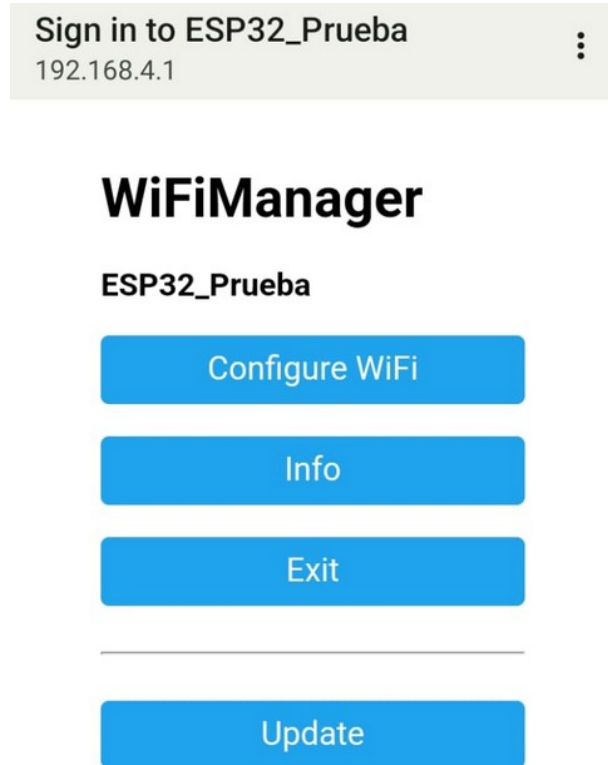 Sign in to ESP32_Prueba
192.168.4.1
WiFiManager
ESP32_Prueba
Configure WiFi
Info
Exit
Update